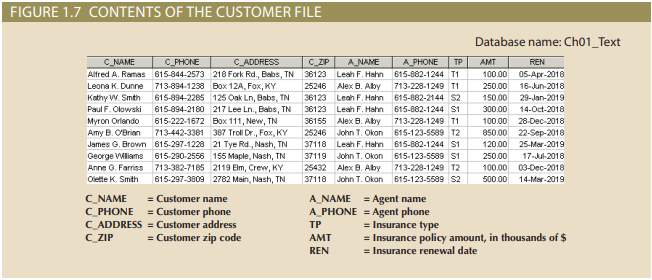 FIGURE 1.7 CONTENTS OF THE CUSTOMER FILE
Database name: Ch01_Text
C_NAME C_PHONE C_ADDRESS C_ZIP A_NAME A_PHONE TP AMT REN
Alfred A. Ramas 615-844-2573 218 Fork Rd., Babs, TN 36123 Leah F. Hahn 615-882-1244 T1 100.00 05-Apr-2018
Leona K. Dunne 713-894-1238 Box 12A, Fox, KY 25246 Alex B. Alby 713-228-1249 T1 250.00 16-Jun-2018
Kathy W. Smith 615-894-2285 125 Oak Ln, Babs, TN 36123 Leah F. Hahn 615-882-2144 S2 150.00 29-Jan-2019
Paul F. Olowski 615-894-2180 217 Lee Ln., Babs, TN 36123 Leah F. Hahn 615-882-1244 S1 300.00 14-Oct-2018
Myron Orlando 615-222-1672 Box 111, New, TN 36155 Alex B. Alby 713-228-1249 T1 100.00 28-Dec-2018
Amy B. O'Brian 713-442-3381 387 Troll Dr., Fox, KY 25246 John T. Okon 615-123-5589 T2 850.00 22-Sep-2018
James G. Brown 615-297-1228 21 Tye Rd., Nash, TN 37118 Leah F. Hahn 615-882-1244 S1 120.00 25-Mar-2019
George Williams 615-290-2556 155 Maple, Nash, TN 37119 John T. Okon 615-123-5589 S1 250.00 17-Jul-2018
Anne G. Farriss 713-382-7185 2119 Elm, Crew, KY 25432 Alex B. Alby 713-228-1249 T2 100.00 03-Dec-2018
Olette K. Smith 615-297-3809 2782 Main, Nash, TN 37118 John T. Okon 615-123-5589 S2 500.00 14-Mar-2019
C_NAME = Customer name
C_PHONE = Customer phone
C_ADDRESS = Customer address
C_ZIP = Customer zip code
A_NAME = Agent name
A_PHONE = Agent phone
TP = Insurance type
AMT = Insurance policy amount, in thousands of $
REN = Insurance renewal date